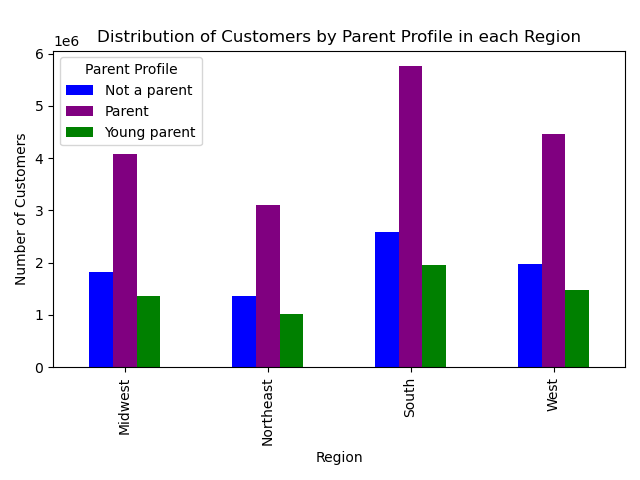 Distribution of Customers by Parent Profile in each Region
1e6
Parent Profile
Not a parent
Parent
Young parent
Number of Customers
6
5
4
3
2
1
0
Midwest
Northeast
South
West
Region